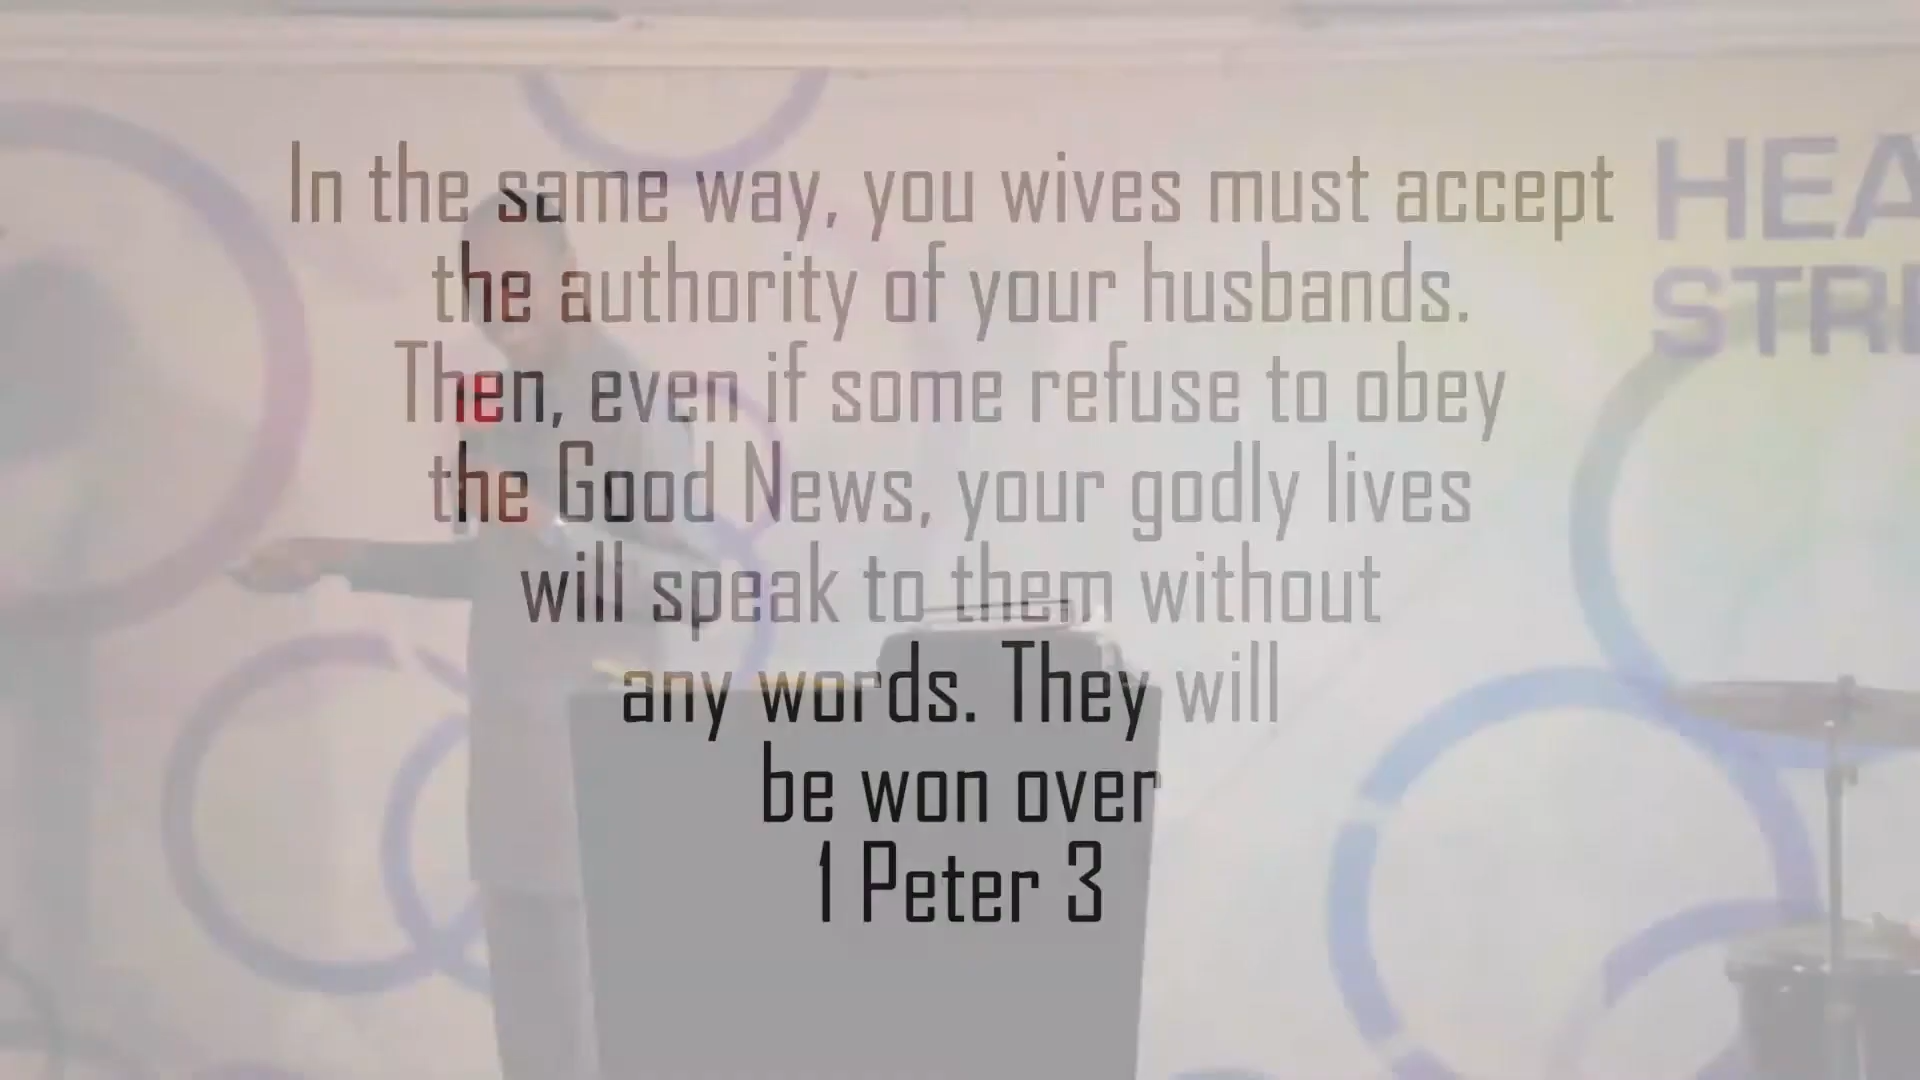 In the same way, you wives must accept
the authority of your husbands.
Then, even if some refuse to obey
the Good News, your godly lives
will speak to them without
any words. They will
be won over
1 Peter 3
HEA
STRE